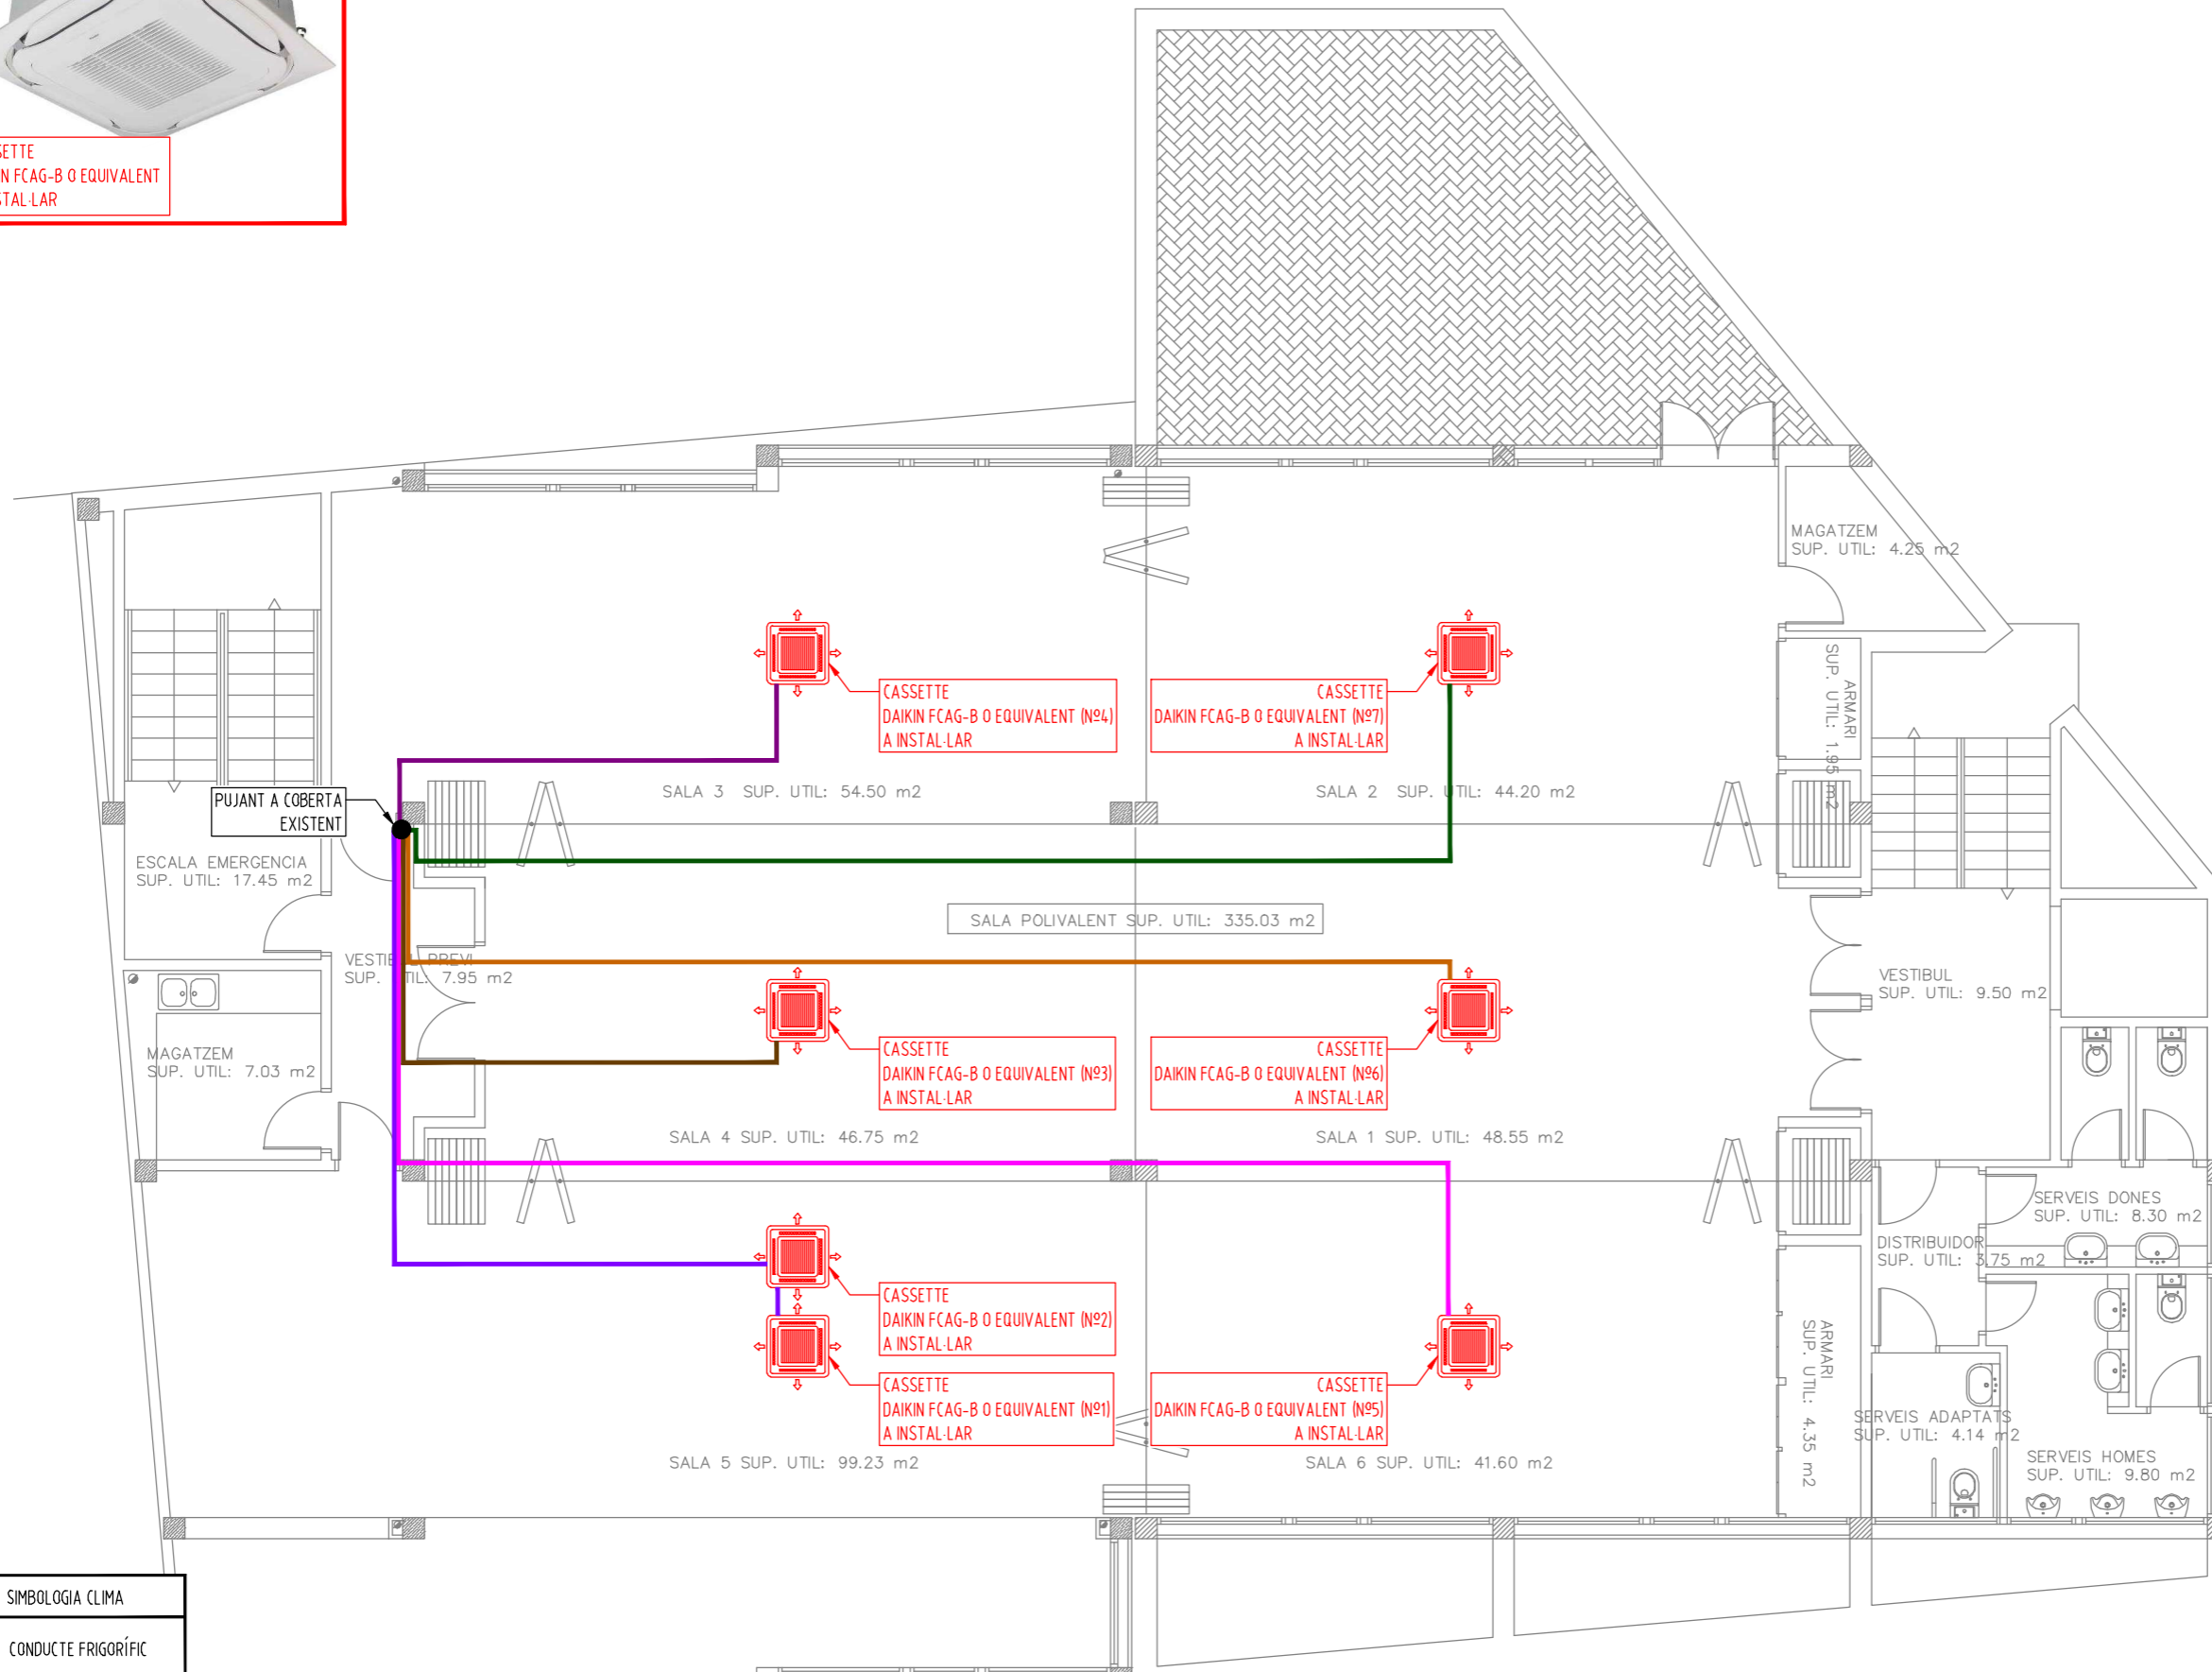 N FCAG-B O EQUIVALENT
MAGATZEM
SUP. UTIL: 4.25 m2
ARMARI
SUP. UTIL: 1.95 m2
CASSETTE
DAIKIN FCAG-B O EQUIVALENT (Nº4)
A INSTAL·LAR
CASSETTE
DAIKIN FCAG-B O EQUIVALENT (Nº7)
A INSTAL·LAR
SALA 3 SUP. UTIL: 54.50 m2
SALA 2 SUP. UTIL: 44.20 m2
PUJANT A COBERTA
EXISTENT
ESCALA EMERGENCIA
SUP. UTIL: 17.45 m2
SALA POLIVALENT SUP. UTIL: 335.03 m2
PREVI
SUP. UTIL: 7.95 m2
VESTIBUL
SUP. UTIL: 9.50 m2
MAGATZEM
SUP. UTIL: 7.03 m2
CASSETTE
DAIKIN FCAG-B O EQUIVALENT (Nº3)
A INSTAL·LAR
CASSETTE
DAIKIN FCAG-B O EQUIVALENT (Nº6)
A INSTAL·LAR
SALA 4 SUP. UTIL: 46.75 m2
SALA 1 SUP. UTIL: 48.55 m2
SERVEIS DONES
SUP. UTIL: 8.30 m2
DISTRIBUIDOR
SUP. UTIL: 3.75 m2
CASSETTE
DAIKIN FCAG-B O EQUIVALENT (Nº2)
A INSTAL·LAR
CASSETTE
DAIKIN FCAG-B O EQUIVALENT (Nº1)
A INSTAL·LAR
CASSETTE
DAIKIN FCAG-B O EQUIVALENT (Nº5)
A INSTAL·LAR
ARMARI
SUP. UTIL: 4.35 m2
SERVEIS ADAPTATS
SUP. UTIL: 4.14 m2
SALA 5 SUP. UTIL: 99.23 m2
SALA 6 SUP. UTIL: 41.60 m2
SERVEIS HOMES
SUP. UTIL: 9.80 m2
SIMBOLOGIA CLIMA
CONDUCTE FRIGORÍFIC